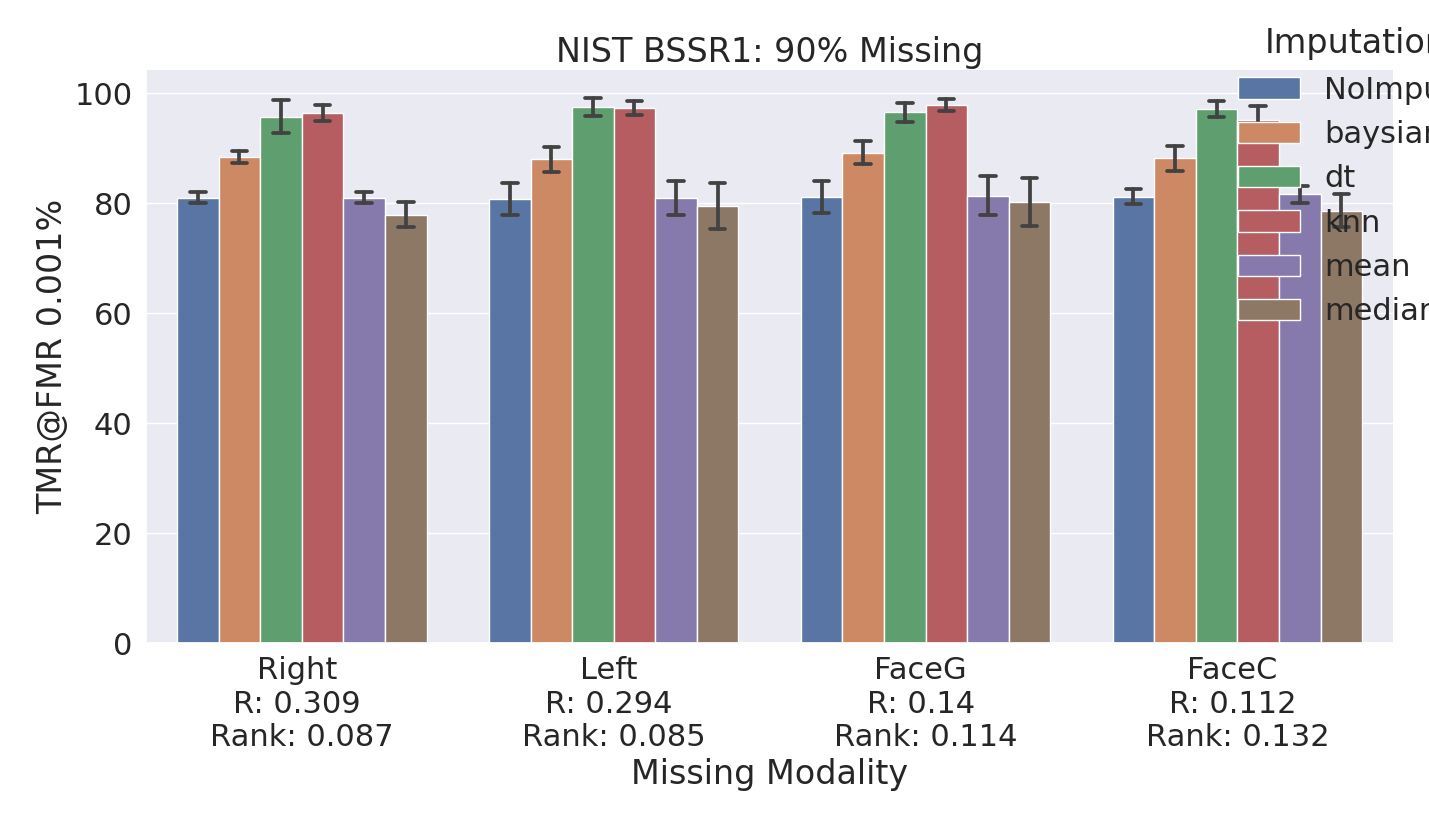 NIST BSSR1: 90% Missing
Imputation
NoImpu
baysian
dt
knn
mean
median
TMR@FMR 0.001%
100
80
60
40
20
0
Right
R: 0.309
Rank: 0.087
Left
R: 0.294
Rank: 0.085
FaceG
R: 0.14
Rank: 0.114
FaceC
R: 0.112
Rank: 0.132
Missing Modality